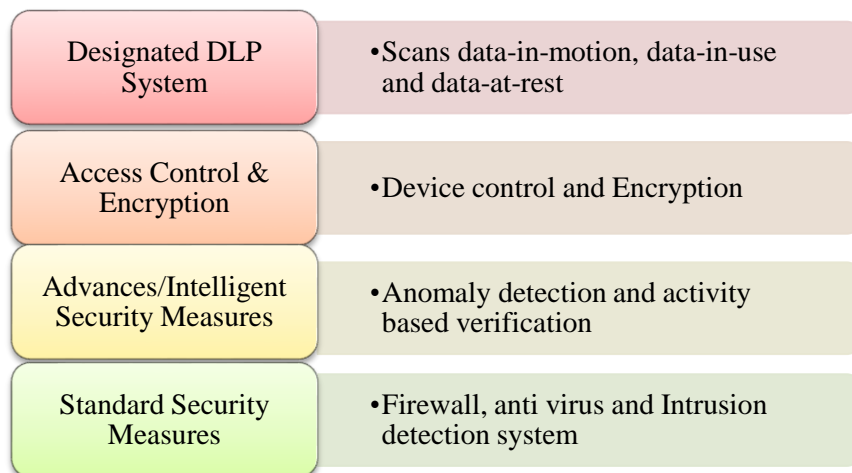 Designated DLP
System
•Scans data-in-motion, data-in-use
and data-at-rest
Access Control &
Encryption
•Device control and Encryption
Advances/Intelligent
Security Measures
•Anomaly detection and activity
based verification
Standard Security
Measures
•Firewall, anti virus and Intrusion
detection system